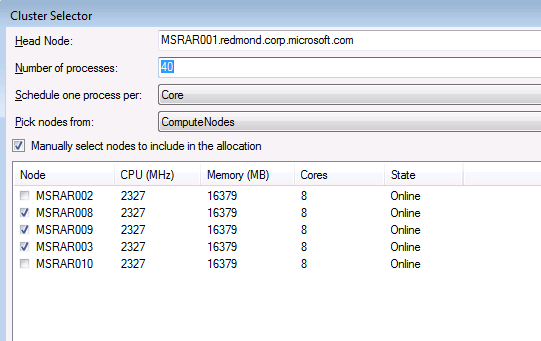 Cluster Selector
Head Node: MSRAR001.redmond.corp.microsoft.com
Number of processes: 40
Schedule one process per: Core
Pick nodes from: ComputeNodes
Manually select nodes to include in the allocation
Node CPU (MHz) Memory (MB) Cores State
MSRAR002 2327 16379 8 Online
MSRAR008 2327 16379 8 Online
MSRAR009 2327 16379 8 Online
MSRAR003 2327 16379 8 Online
MSRAR010 2327 16379 8 Online